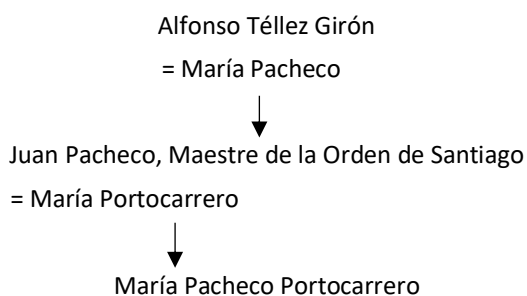 Alfonso Téllez Girón
= María Pacheco
Juan Pacheco, Maestre de la Orden de Santiago
= María Portocarrero
María Pacheco Portocarrero